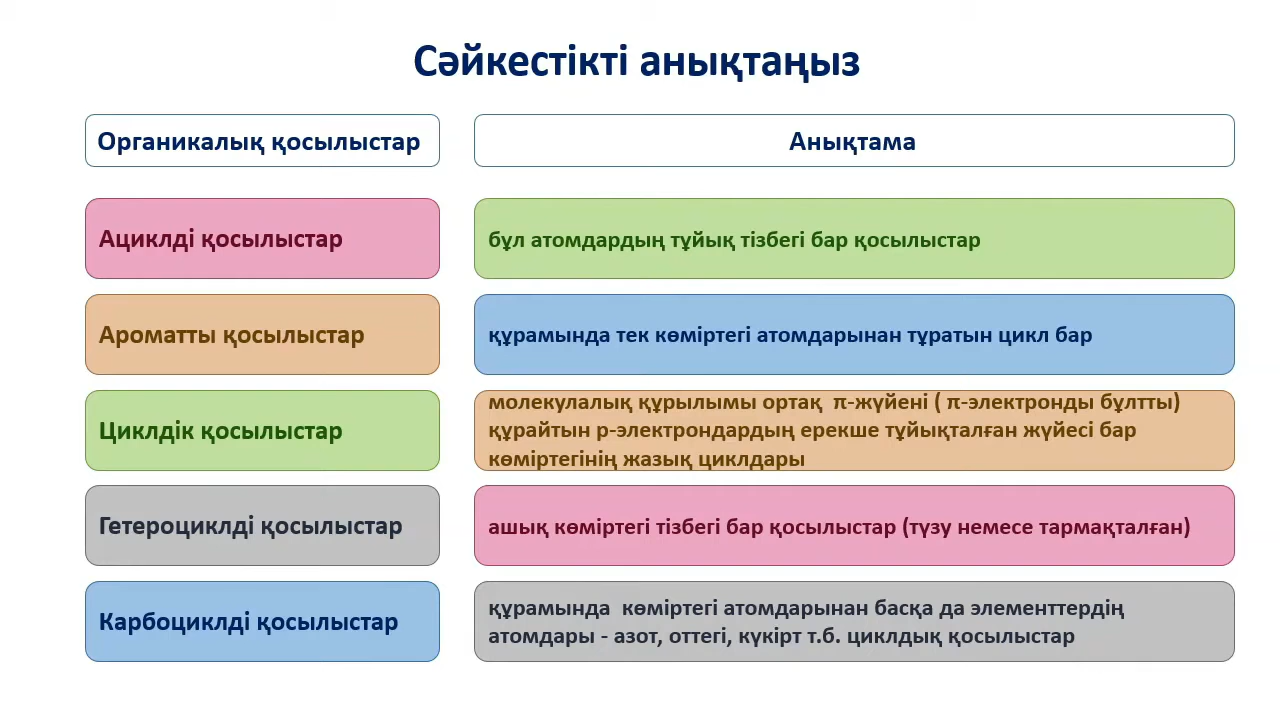 Сәйкестікті анықтаңыз
Органикалық қосылыстар
Анықтама
Ациклді қосылыстар
бұл атомдардың тұйық тізбегі бар қосылыстар
Ароматты қосылыстар
құрамында тек көміртегі атомдарынан тұратын цикл бар
Циклдік қосылыстар
молекулалық құрылымы ортақ π-жүйені ( π-электронды бұлтты)
құрайтын р-электрондардың ерекше тұйықталған жүйесі бар
көміртегінің жазық циклдары
Гетероциклді қосылыстар
ашық көміртегі тізбегі бар қосылыстар (түзу немесе тармақталған)
Карбоциклді қосылыстар
құрамында көміртегі атомдарынан басқа да элементтердің
атомдары - азот, оттегі, күкірт т.б. циклдық қосылыстар